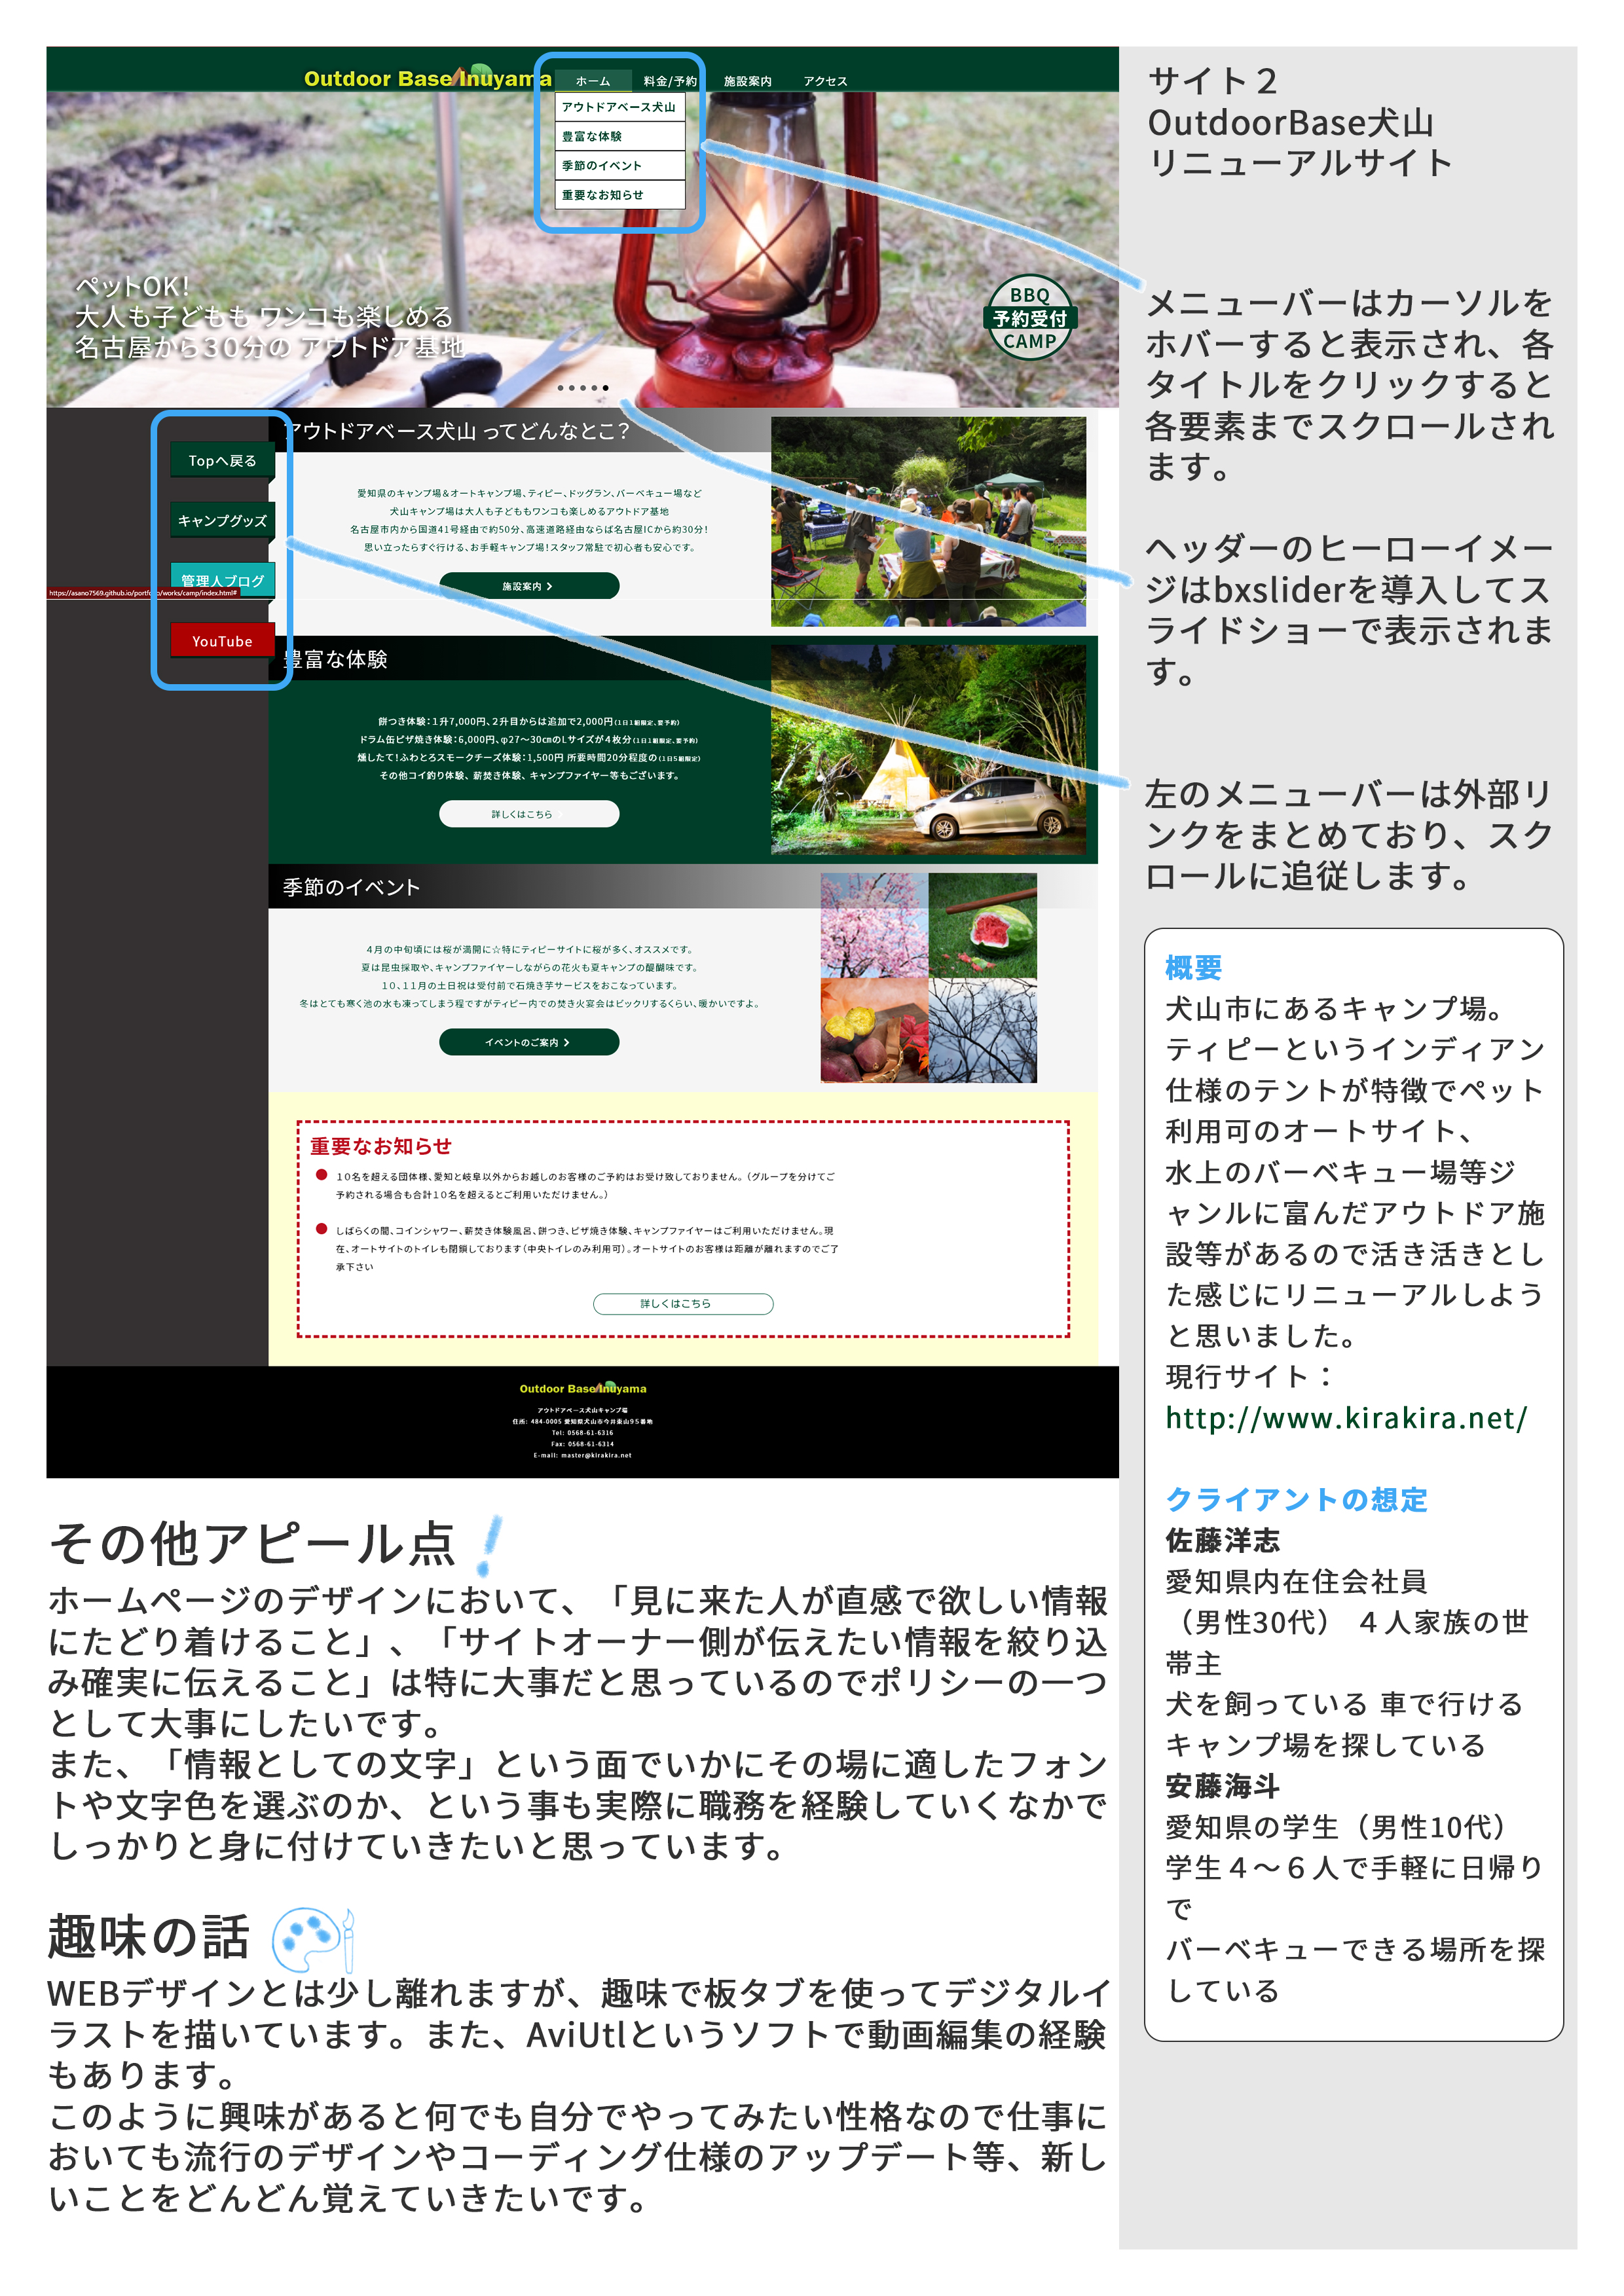 Outdoor Base Inuyama
ホーム
料金/予約
施設案内
アクセス
アウトドアベース犬山
豊富な体験
季節のイベント
重要なお知らせ
ペットOK!
大人も子どもも ワンコも楽しめる
名古屋から３０分の アウトドア基地
BBQ
予約受付
CAMP
Topへ戻る
キャンプグッズ
管理人ブログ
https://asano7569.github.io/portfolio/works/camp/index.html#
YouTube
アウトドアベース犬山 ってどんなとこ？
愛知県のキャンプ場＆オートキャンプ場、ティピー、ドッグラン、バーベキュー場など
犬山キャンプ場は大人も子どももワンコも楽しめるアウトドア基地
名古屋市内から国道41号経由で約50分、高速道路経由ならば名古屋ICから約30分！
思い立ったらすぐ行ける、お手軽キャンプ場！スタッフ常駐で初心者も安心です。
施設案内
豊富な体験
餅つき体験：１升7,000円、２升目からは追加で2,000円（１日１組限定、要予約）
ドラム缶ピザ焼き体験：6,000円、φ27～30㎝のLサイズが４枚分（１日１組限定、要予約）
燻したて！ふわとろスモークチーズ体験：1,500円 所要時間20分程度の（１日5組限定）
その他コイ釣り体験、薪焚き体験、キャンプファイヤー等もございます。
詳しくはこちら
季節のイベント
４月の中旬頃には桜が満開に☆特にティピーサイトに桜が多く、オススメです。
夏は昆虫採取や、キャンプファイヤーしながらの花火も夏キャンプの醍醐味です。
１０、１１月の土日祝は受付前で石焼き芋サービスをおこなっています。
冬はとても寒く池の水も凍ってしまう程ですがティピー内での焚き火宴会はビックリするくらい、暖かいですよ。
イベントのご案内
重要なお知らせ
１０名を超える団体様、愛知と岐阜以外からお越しのお客様のご予約はお受け致しておりません。（グループを分けてご
予約される場合も合計１０名を超えるとご利用いただけません。）
しばらくの間、コインシャワー、薪焚き体験風呂、餅つき、ピザ焼き体験、キャンプファイヤーはご利用いただけません。現
在、オートサイトのトイレも閉鎖しております（中央トイレのみ利用可）。オートサイトのお客様は距離が離れますのでご了
承下さい
詳しくはこちら
Outdoor Base Inuyama
アウトドアベース犬山キャンプ場
住所: 484-0005 愛知県犬山市今井東山９５番地
Tel: 0568-61-6316
Fax: 0568-61-6314
E-mail: master@kirakira.net
サイト２
OutdoorBase犬山
リニューアルサイト
メニューバーはカーソルを
ホバーすると表示され、各
タイトルをクリックすると
各要素までスクロールされ
ます。
ヘッダーのヒーローイメー
ジはbxsliderを導入してス
ライドショーで表示されま
す。
左のメニューバーは外部リ
ンクをまとめており、スク
ロールに追従します。
概要
犬山市にあるキャンプ場。
ティピーというインディアン
仕様のテントが特徴でペット
利用可のオートサイト、
水上のバーベキュー場等ジ
ャンルに富んだアウトドア施
設等があるので活き活きとし
た感じにリニューアルしよう
と思いました。
現行サイト：
http://www.kirakira.net/
クライアントの想定
佐藤洋志
愛知県内在住会社員
（男性30代） ４人家族の世
帯主
犬を飼っている 車で行ける
キャンプ場を探している
安藤海斗
愛知県の学生（男性10代）
学生４～６人で手軽に日帰り
で
バーベキューできる場所を探
している
その他アピール点！
ホームページのデザインにおいて、「見に来た人が直感で欲しい情報
にたどり着けること」、「サイトオーナー側が伝えたい情報を絞り込
み確実に伝えること」は特に大事だと思っているのでポリシーの一つ
として大事にしたいです。
また、「情報としての文字」という面でいかにその場に適したフォン
トや文字色を選ぶのか、という事も実際に職務を経験していくなかで
しっかりと身に付けていきたいと思っています。
趣味の話
WEBデザインとは少し離れますが、趣味で板タブを使ってデジタルイ
ラストを描いています。また、AviUtlというソフトで動画編集の経験
もあります。
このように興味があると何でも自分でやってみたい性格なので仕事に
おいても流行のデザインやコーディング仕様のアップデート等、新し
いことをどんどん覚えていきたいです。